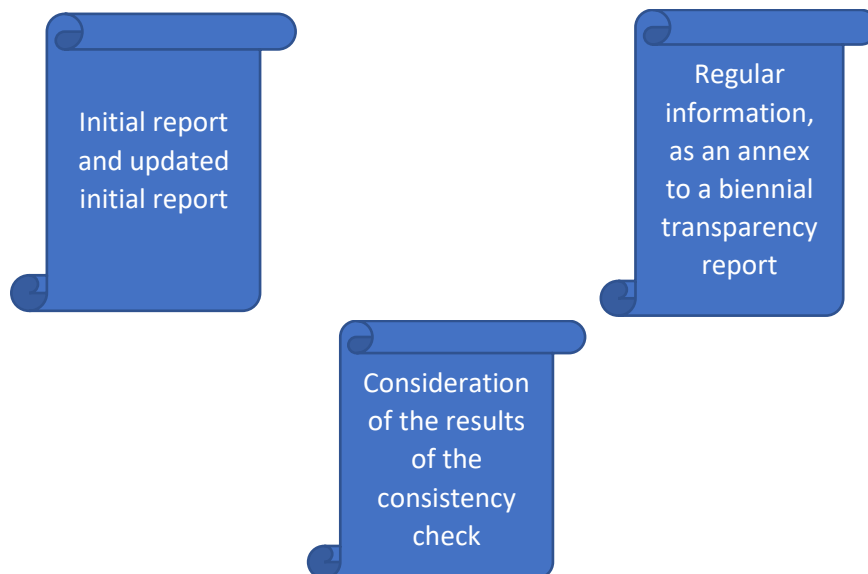 Initial report
and updated
initial report
Regular
information,
as an annex
to a biennial
transparency
report
Consideration
of the results
of the
consistency
check